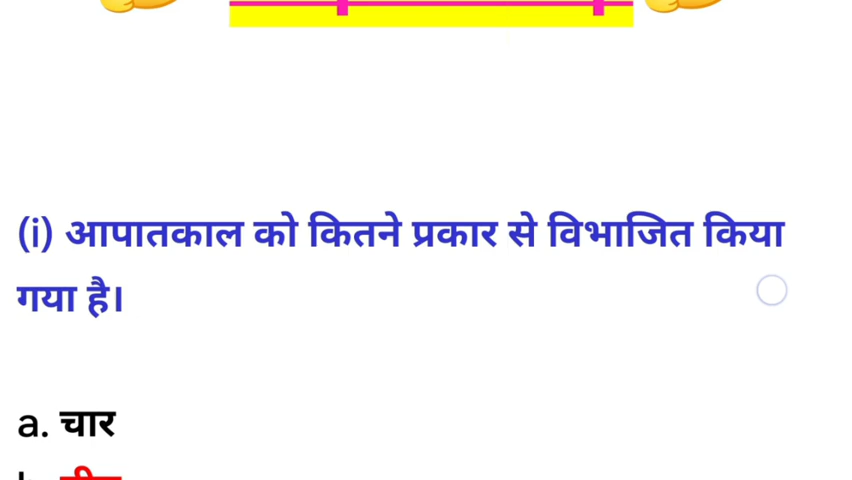 (i) आपातकाल को कितने प्रकार से विभाजित किया
गया है।
a. चार